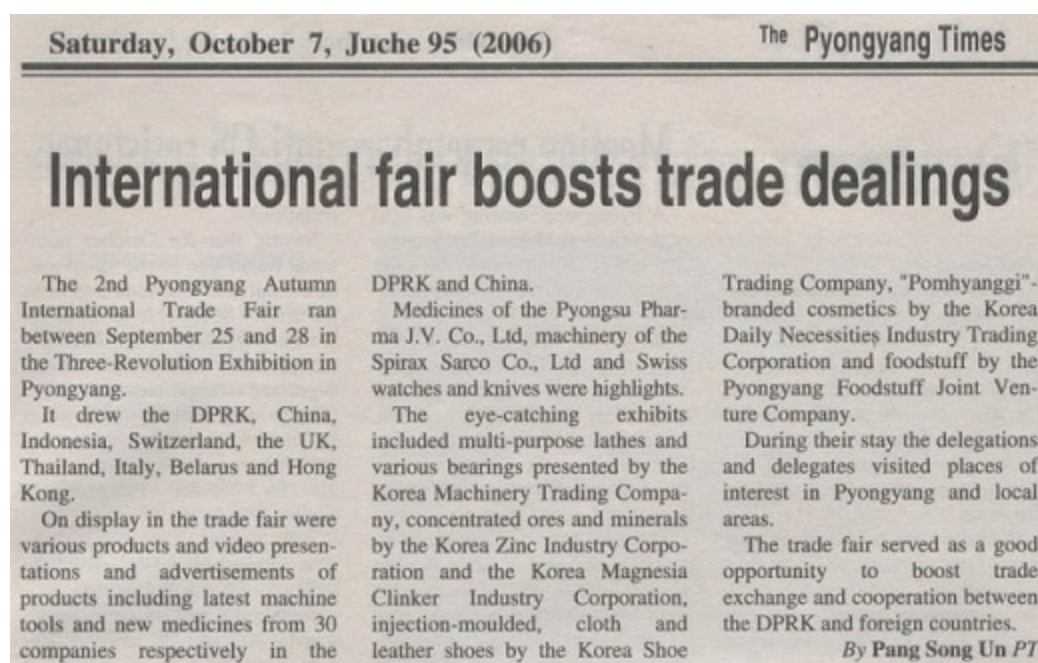 Saturday, October 7, Juche 95 (2006)
The Pyongyang Times
International fair boosts trade dealings
The 2nd Pyongyang Autumn
International Trade Fair ran
between September 25 and 28 in
the Three-Revolution Exhibition in
Pyongyang.
It drew the DPRK, China,
Indonesia, Switzerland, the UK,
Thailand, Italy, Belarus and Hong
Kong.
On display in the trade fair were
various products and video presen-
tations and advertisements of
products including latest machine
tools and new medicines from 30
companies respectively in the
DPRK and China.
Medicines of the Pyongsu Phar-
ma J.V. Co., Ltd, machinery of the
Spirax Sarco Co., Ltd and Swiss
watches and knives were highlights.
The eye-catching exhibits
included multi-purpose lathes and
various bearings presented by the
Korea Machinery Trading Compa-
ny, concentrated ores and minerals
by the Korea Zinc Industry Corpo-
ration and the Korea Magnesia
Clinker Industry Corporation,
injection-moulded, cloth and
leather shoes by the Korea Shoe
Trading Company, "Pomhyanggi"-
branded cosmetics by the Korea
Daily Necessities Industry Trading
Corporation and foodstuff by the
Pyongyang Foodstuff Joint Ven-
ture Company.
During their stay the delegations
and delegates visited places of
interest in Pyongyang and local
areas.
The trade fair served as a good
opportunity to boost trade
exchange and cooperation between
the DPRK and foreign countries.
By Pang Song Un PT